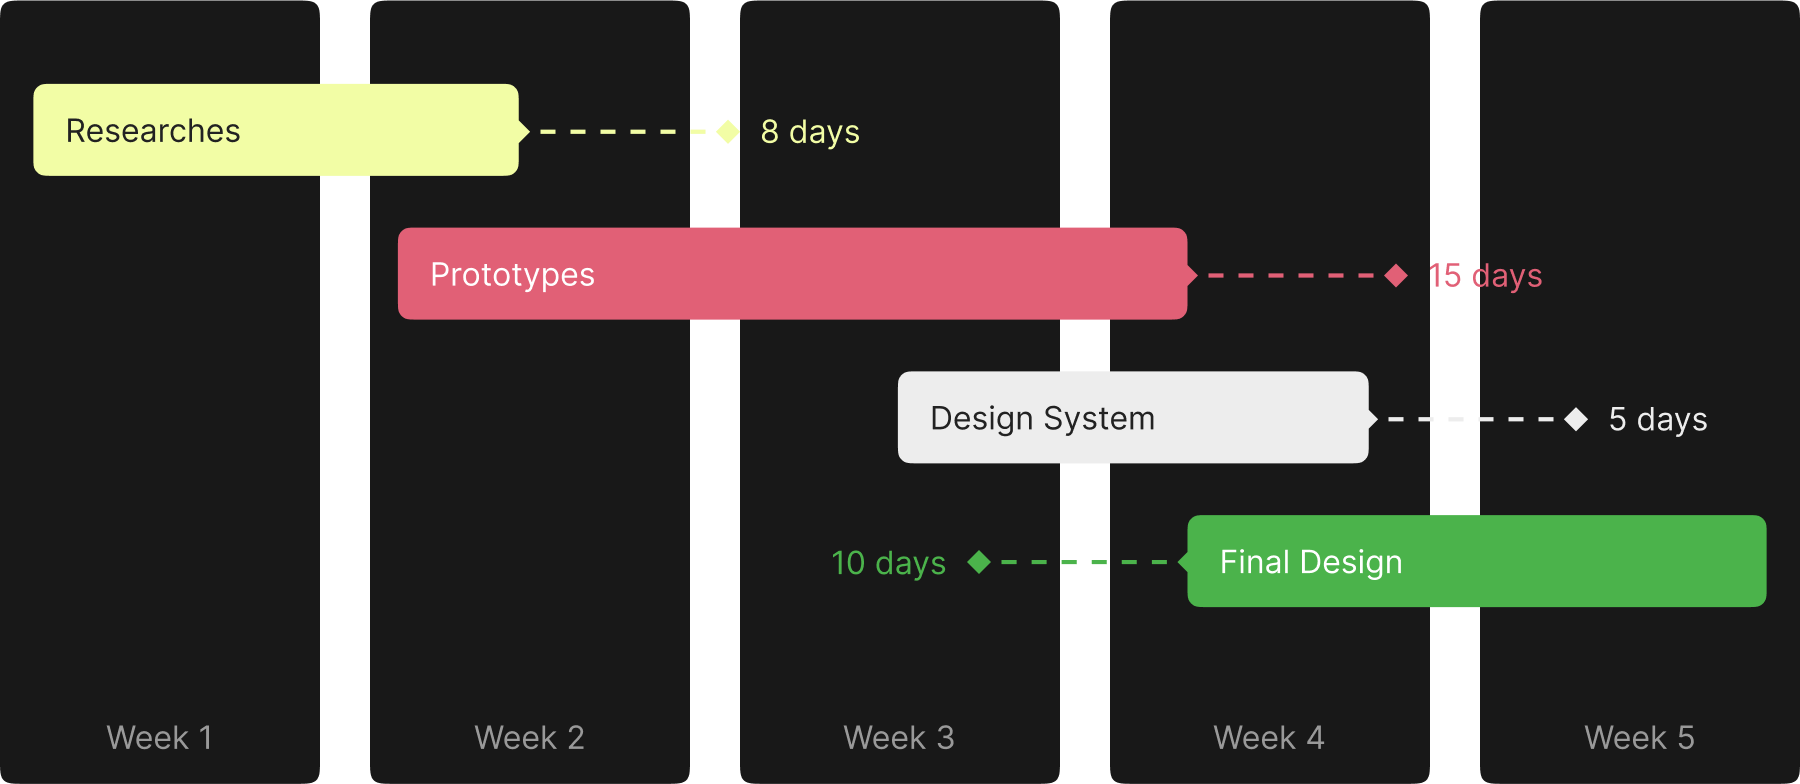 Researches
8 days
Prototypes
15 days
Design System
5 days
10 days
Final Design
Week 1
Week 2
Week 3
Week 4
Week 5